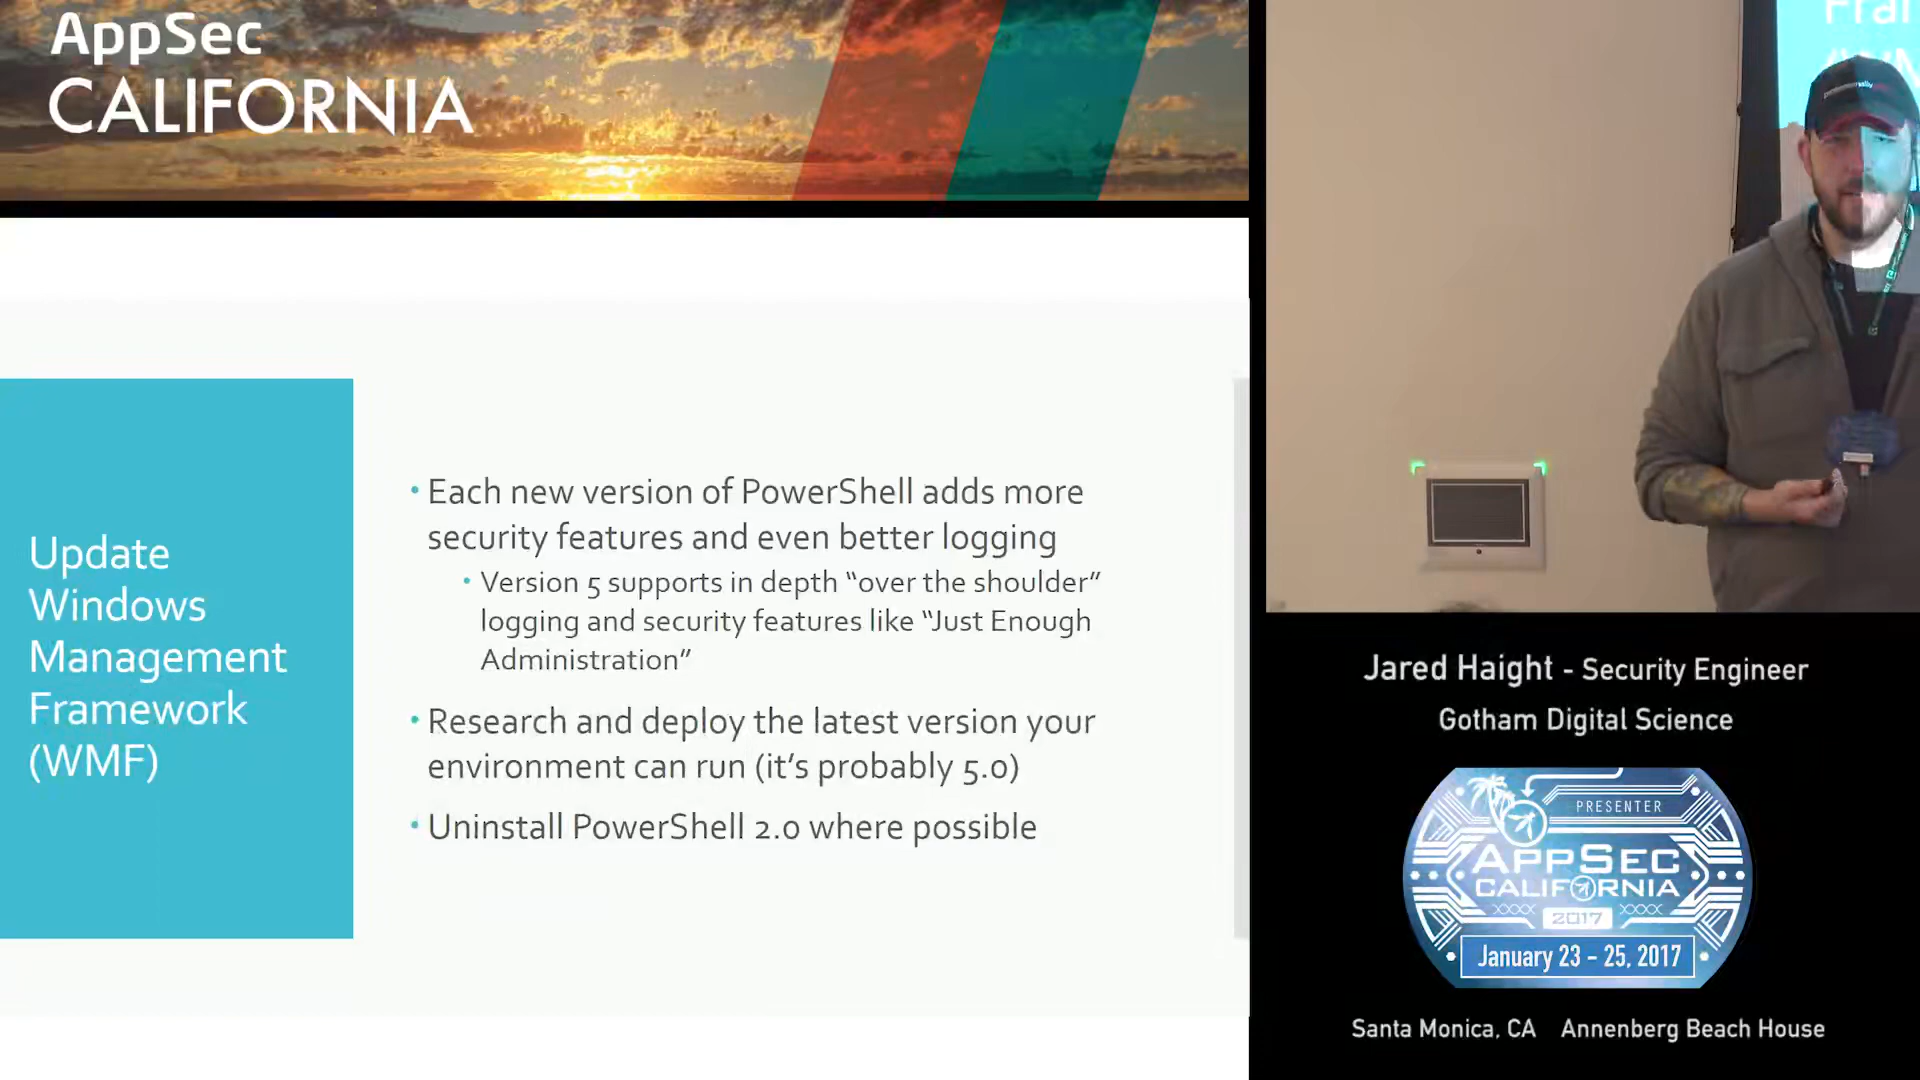 AppSec
CALIFORNIA
Update
Windows
Management
Framework
(WMF)
• Each new version of PowerShell adds more
security features and even better logging
• Version 5 supports in depth “over the shoulder”
logging and security features like “Just Enough
Administration”
• Research and deploy the latest version your
environment can run (it’s probably 5.0)
• Uninstall PowerShell 2.0 where possible
Jared Haight - Security Engineer
Gotham Digital Science
PRESENTER
APPSEC
CALIFORNIA
2017
January 23 - 25, 2017
Santa Monica, CA Annenberg Beach House